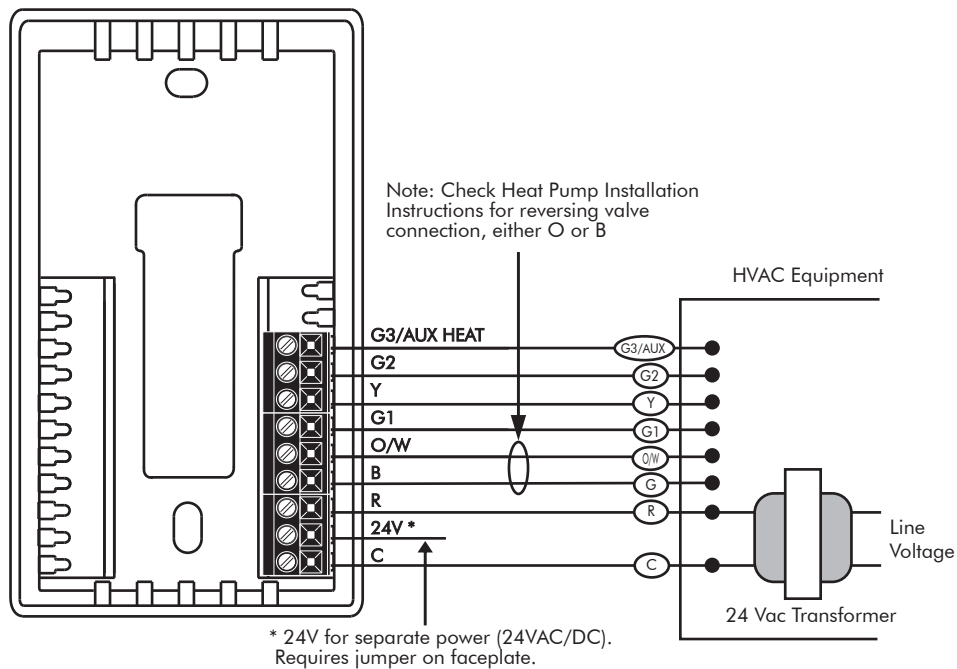 Note: Check Heat Pump Installation
Instructions for reversing valve
connection, either O or B
HVAC Equipment
G3/AUX HEAT
G3/AUX
G2
G2
Y
Y
G1
G1
O/W
O/W
B
G
R
R
24V *
C
C
Line
Voltage
24 Vac Transformer
* 24V for separate power (24VAC/DC).
Requires jumper on faceplate.